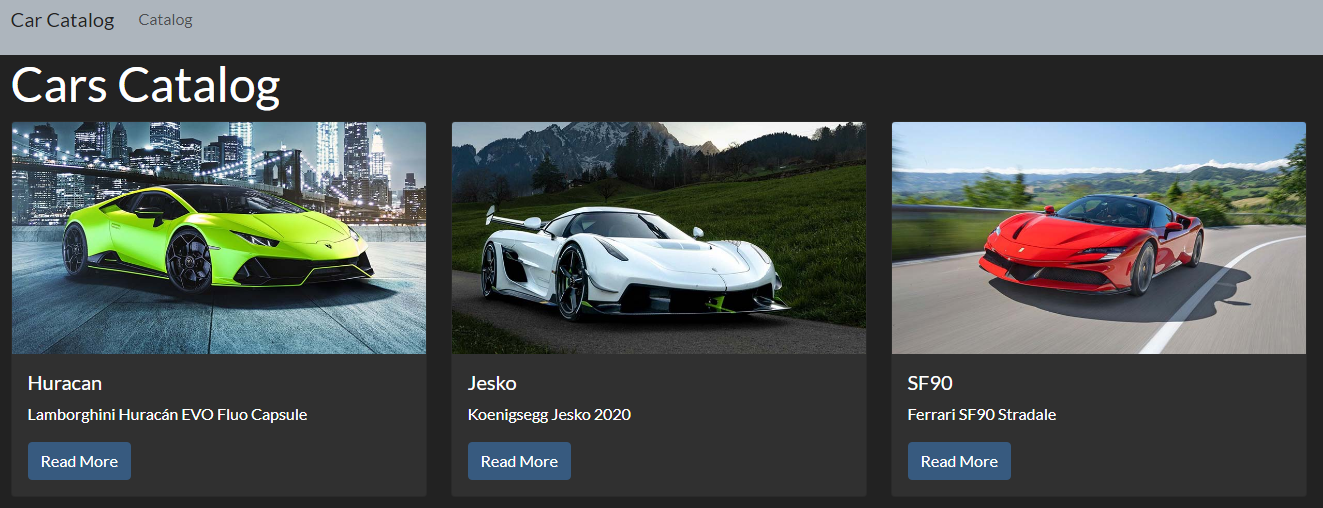 Car Catalog Catalog
Cars Catalog
Huracan
Lamborghini Huracán EVO Fluo Capsule
Read More
Jesko
Koenigsegg Jesko 2020
Read More
SF90
Ferrari SF90 Stradale
Read More